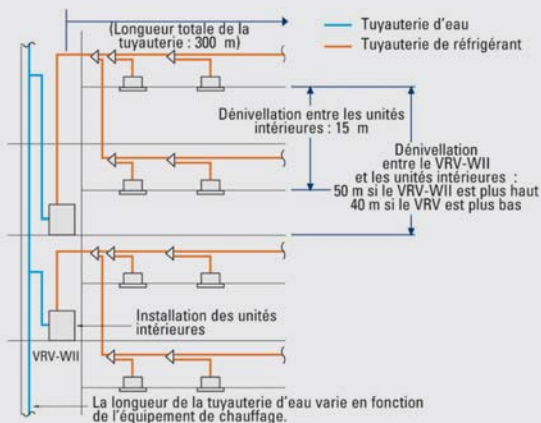 (Longueur totale de la
tuyauterie : 300 m)
Tuyauterie d'eau
Tuyauterie de réfrigérant
Dénivellation entre les unités
intérieures : 15 m
Dénivellation
entre le VRV-WII
et les unités intérieures :
50 m si le VRV-WII est plus haut
40 m si le VRV est plus bas
Installation des unités
intérieures
VRV-WII
La longueur de la tuyauterie d'eau varie en fonction
de l'équipement de chauffage.